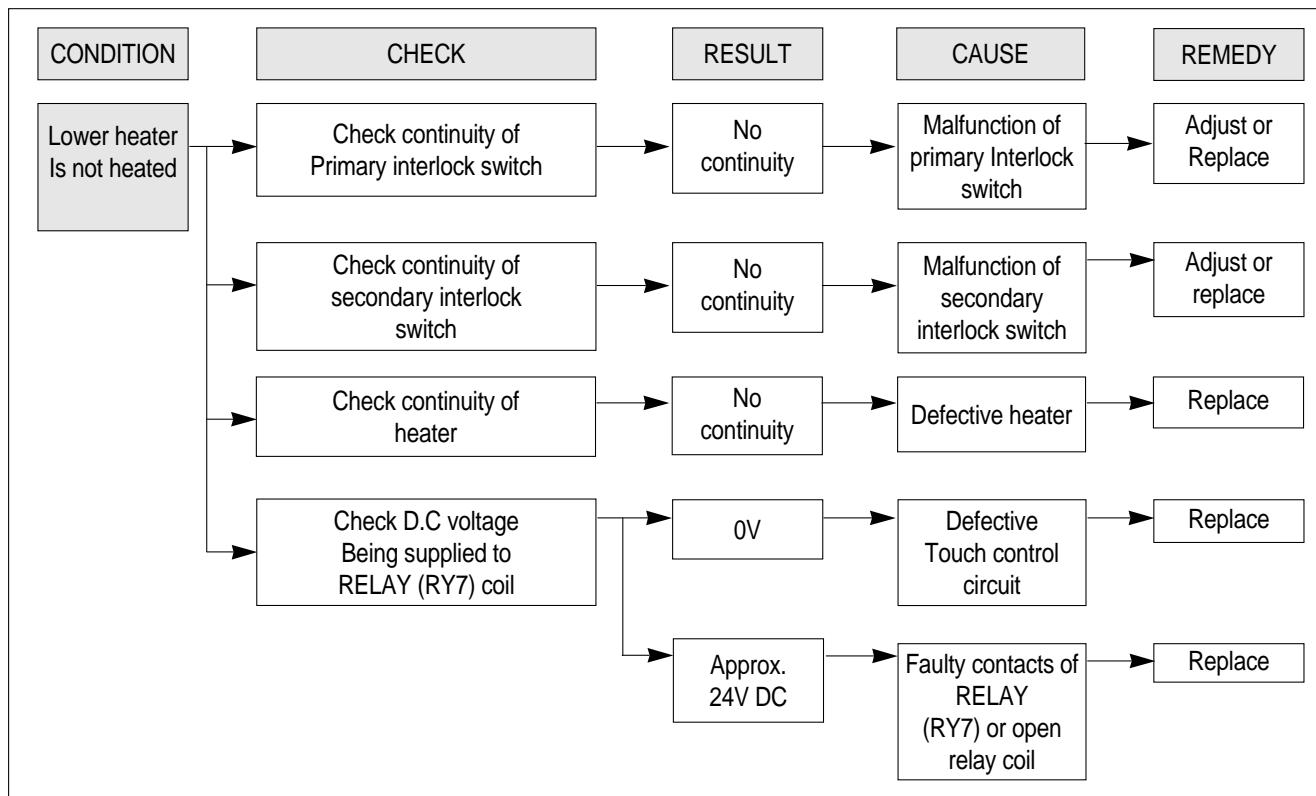 CONDITION
CHECK
RESULT
CAUSE
REMEDY
Lower heater
Is not heated
Check continuity of
Primary interlock switch
No
continuity
Malfunction of
primary Interlock
switch
Adjust or
Replace
Check continuity of
secondary interlock
switch
No
continuity
Malfunction of
secondary
interlock switch
Adjust or
replace
Check continuity of
heater
No
continuity
Defective heater
Replace
Check D.C voltage
Being supplied to
RELAY (RY7) coil
0V
Defective
Touch control
circuit
Replace
Approx.
24V DC
Faulty contacts of
RELAY
(RY7) or open
relay coil
Replace